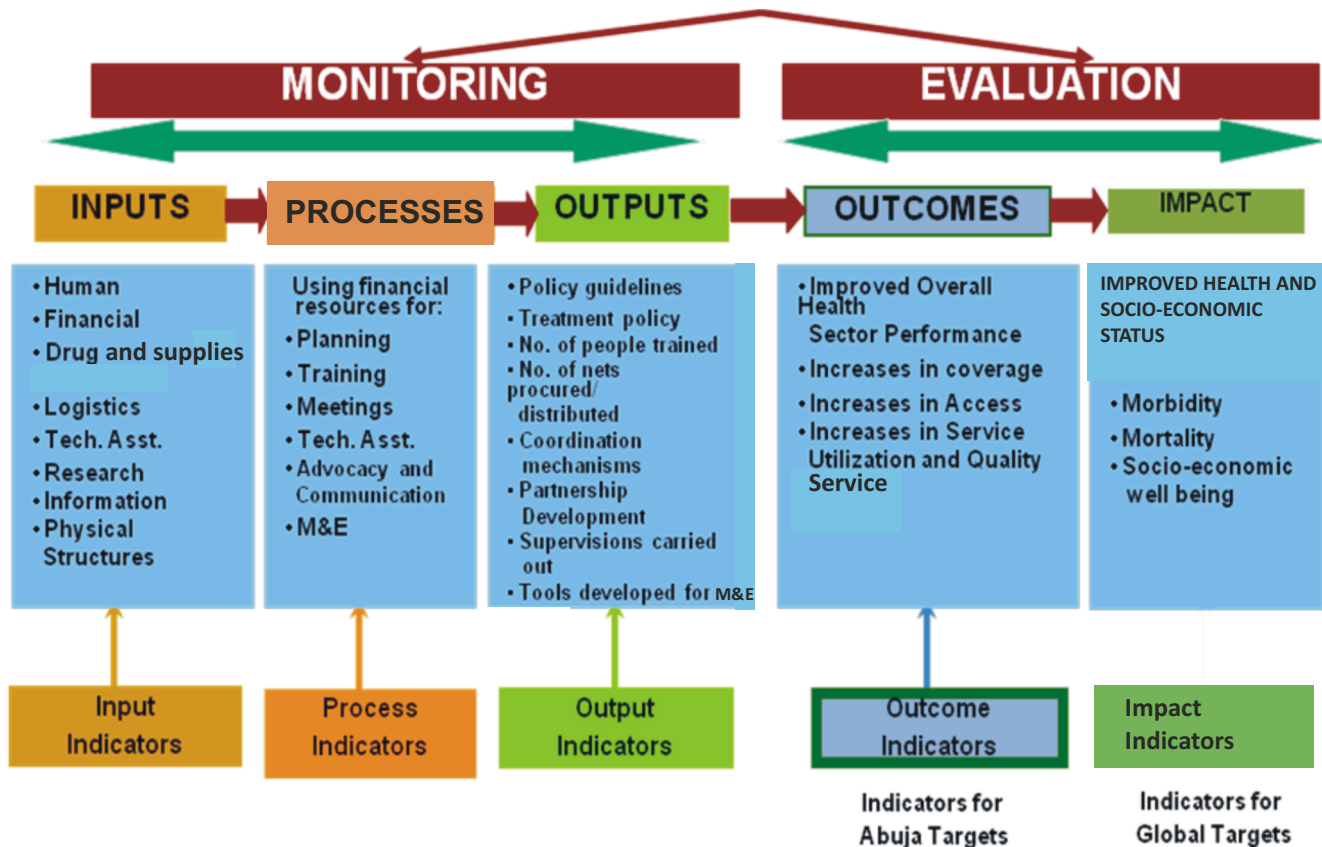 MONITORING
EVALUATION
INPUTS
PROCESSES
OUTPUTS
OUTCOMES
IMPACT
• Human
• Financial
• Drug and supplies
• Logistics
• Tech. Asst.
• Research
• Information
• Physical
Structures
Using financial
resources for:
• Planning
• Training
• Meetings
• Tech. Asst.
• Advocacy and
Communication
• M&E
• Policy guidelines
• Treatment policy
• No. of people trained
• No. of nets
procured/
distributed
• Coordination
mechanisms
• Partnership
Development
• Supervisions carried
out
• Tools developed for M&E
• Improved Overall
Health
Sector Performance
• Increases in coverage
• Increases in Access
• Increases in Service
Utilization and Quality
Service
IMPROVED HEALTH AND
SOCIO-ECONOMIC
STATUS
• Morbidity
• Mortality
• Socio-economic
well being
Input
Indicators
Process
Indicators
Output
Indicators
Outcome
Indicators
Impact
Indicators
Indicators for
Abuja Targets
Indicators for
Global Targets